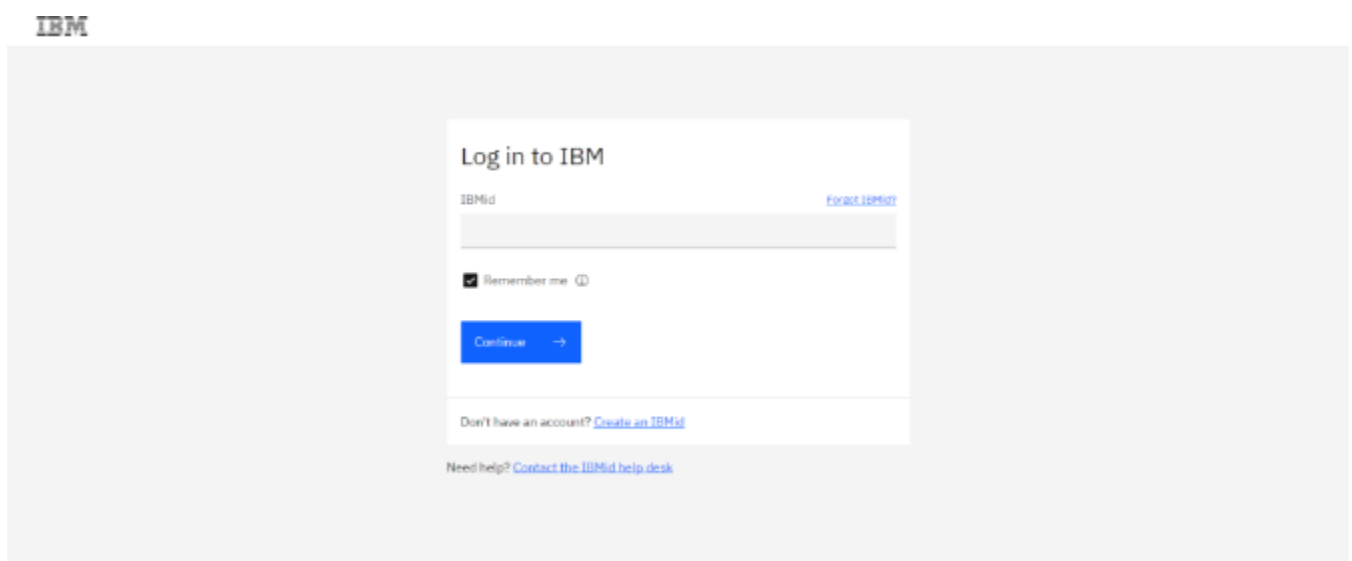 IBM
Log in to IBM
IBMid Forgot IBMid?
Remember me
Continue →
Don't have an account? Create an IBMid
Need help? Contact the IBMid help desk